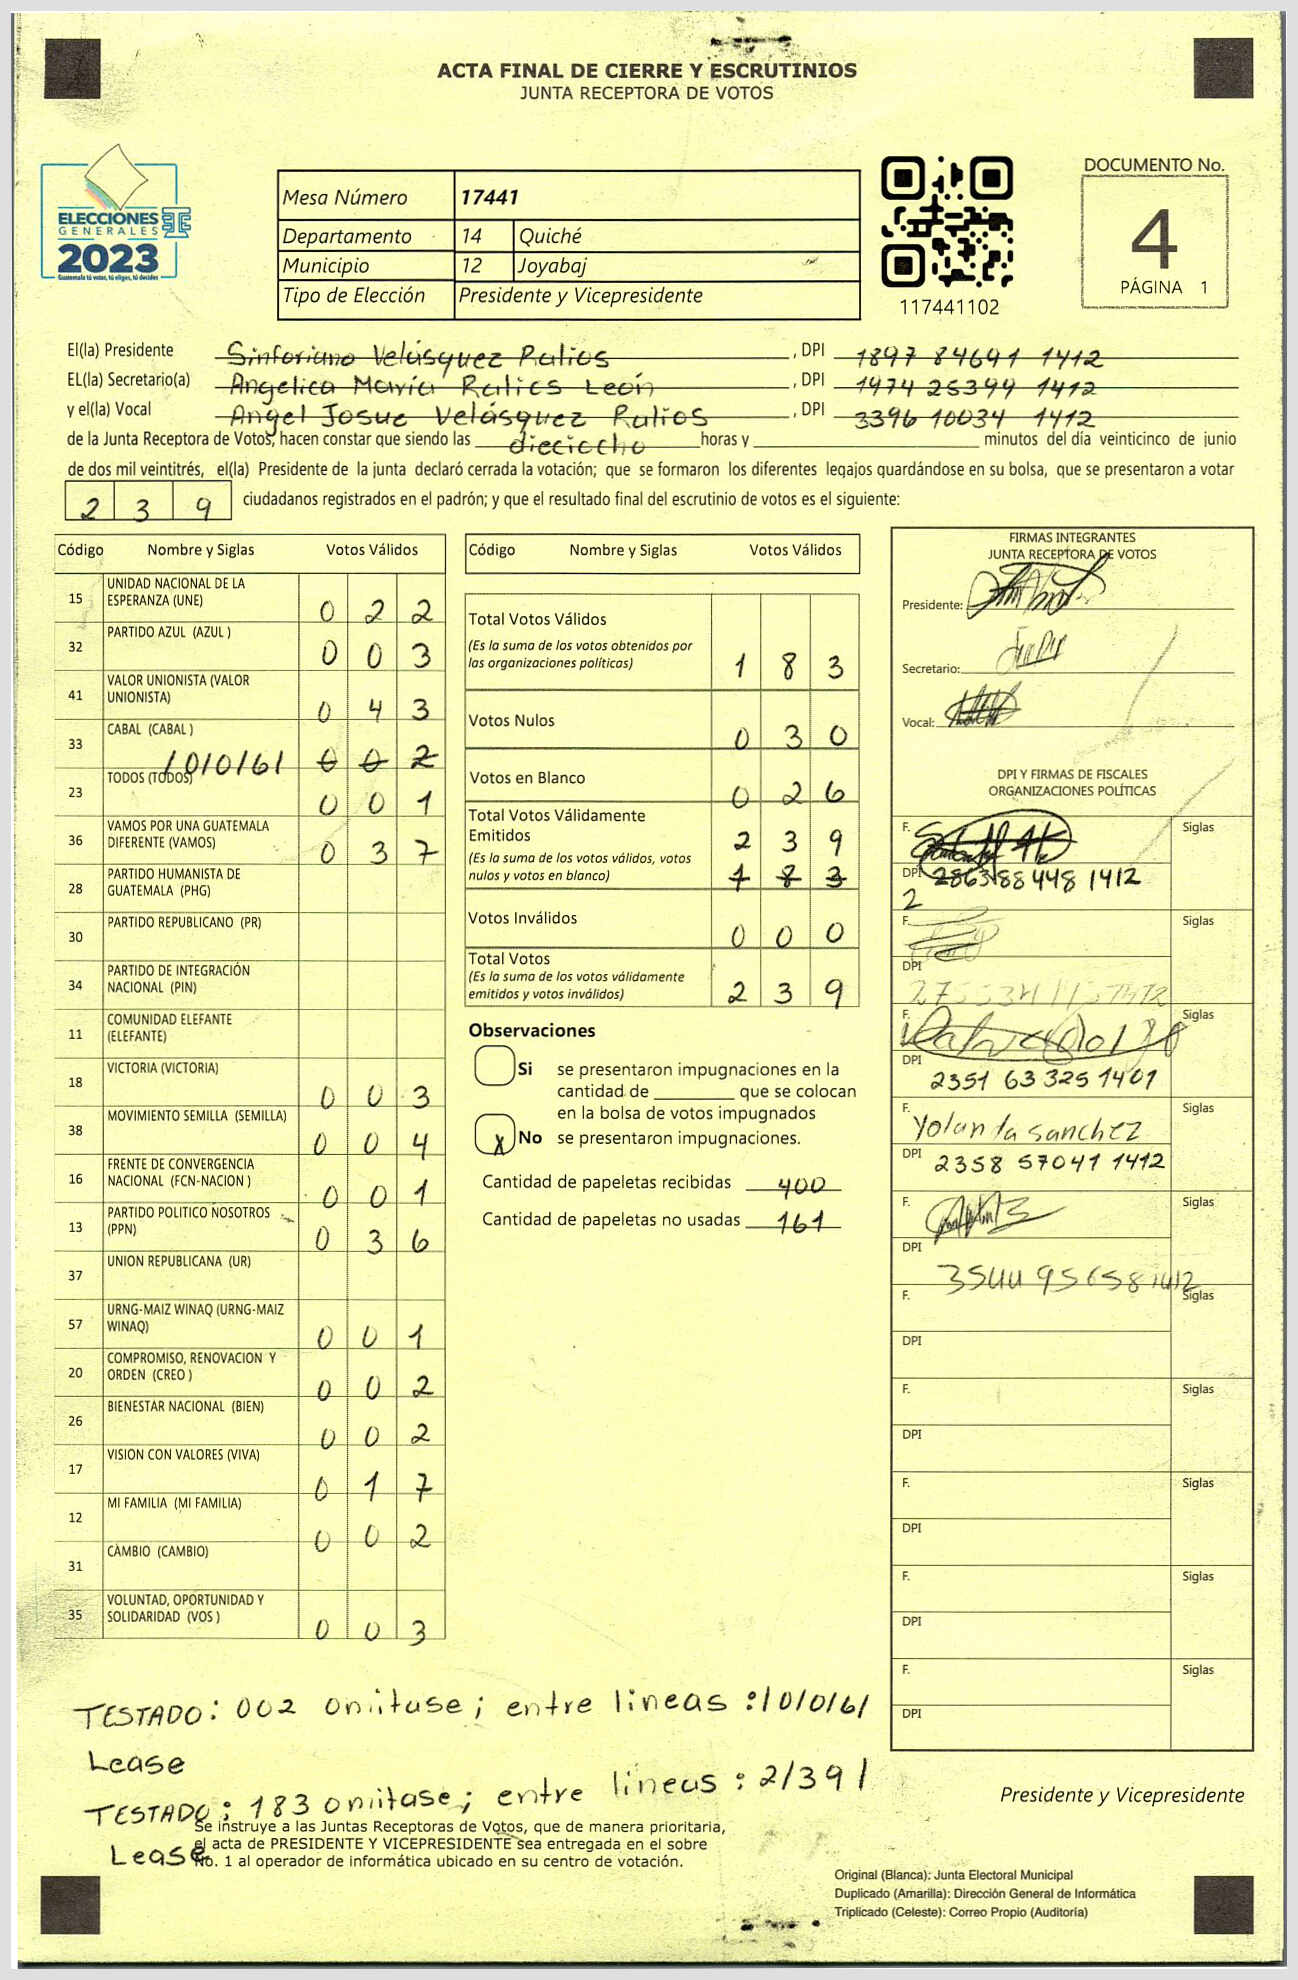 ACTA FINAL DE CIERRE Y ESCRUTINIOS
JUNTA RECEPTORA DE VOTOS
ELECCIONES
GENERALES
2023
Guatemala tú votas, tú eliges, tú decides
Mesa Número 17441
Departamento 14 Quiché
Municipio 12 Joyabaj
Tipo de Elección Presidente y Vicepresidente
117441102
DOCUMENTO No.
4
PÁGINA 1
El(la) Presidente Sinforiano Velásquez Ralios, DPI 1897 84691 1412
EL(la) Secretario(a) Angelica María Ralios León, DPI 1974 25399 1412
y el(la) Vocal Angel Josue Velásquez Ralios, DPI 3396 10034 1412
de la Junta Receptora de Votos, hacen constar que siendo las dieciocho horas y minutos del día veinticinco de junio
de dos mil veintitrés, el(la) Presidente de la junta declaró cerrada la votación; que se formaron los diferentes legajos quardándose en su bolsa, que se presentaron a votar
2 3 9 ciudadanos registrados en el padrón; y que el resultado final del escrutinio de votos es el siguiente:
Código Nombre y Siglas Votos Válidos
15 UNIDAD NACIONAL DE LA ESPERANZA (UNE) 0 2 2
32 PARTIDO AZUL (AZUL ) 0 0 3
41 VALOR UNIONISTA (VALOR UNIONISTA) 0 4 3
33 CABAL (CABAL ) /0/0/6/ 0 0 2
23 TODOS (TODOS) 0 0 1
36 VAMOS POR UNA GUATEMALA DIFERENTE (VAMOS) 0 3 7
28 PARTIDO HUMANISTA DE GUATEMALA (PHG)
30 PARTIDO REPUBLICANO (PR)
34 PARTIDO DE INTEGRACIÓN NACIONAL (PIN)
11 COMUNIDAD ELEFANTE (ELEFANTE)
18 VICTORIA (VICTORIA) 0 0 3
38 MOVIMIENTO SEMILLA (SEMILLA) 0 0 4
16 FRENTE DE CONVERGENCIA NACIONAL (FCN-NACION ) 0 0 1
13 PARTIDO POLITICO NOSOTROS (PPN) 0 3 6
37 UNION REPUBLICANA (UR)
57 URNG-MAIZ WINAQ (URNG-MAIZ WINAQ) 0 0 1
20 COMPROMISO, RENOVACION Y ORDEN (CREO ) 0 0 2
26 BIENESTAR NACIONAL (BIEN) 0 0 2
17 VISION CON VALORES (VIVA) 0 1 7
12 MI FAMILIA (MI FAMILIA) 0 0 2
31 CAMBIO (CAMBIO)
35 VOLUNTAD, OPORTUNIDAD Y SOLIDARIDAD (VOS ) 0 0 3
Código Nombre y Siglas Votos Válidos
Total Votos Válidos
(Es la suma de los votos obtenidos por
las organizaciones políticas) 1 8 3
Votos Nulos 0 3 0
Votos en Blanco 0 2 6
Total Votos Válidamente
Emitidos 2 3 9
(Es la suma de los votos válidos, votos
nulos y votos en blanco) 1 8 3
Votos Inválidos 0 0 0
Total Votos
(Es la suma de los votos válidamente
emitidos y votos inválidos) 2 3 9
Observaciones
Si se presentaron impugnaciones en la
cantidad de ________ que se colocan
en la bolsa de votos impugnados
X No se presentaron impugnaciones.
Cantidad de papeletas recibidas 400
Cantidad de papeletas no usadas 161
FIRMAS INTEGRANTES
JUNTA RECEPTORA DE VOTOS
Presidente:
Secretario:
Vocal:
DPI Y FIRMAS DE FISCALES
ORGANIZACIONES POLÍTICAS
F. Siglas
DPI 2863188448 1412
2
F. Siglas
DPI
F. Siglas
DPI 2351 63 325 1401
F. Yolanda sanchez Siglas
DPI 2358 57041 1412
F. Siglas
DPI 3544 95658 1412
F. Siglas
DPI
F. Siglas
DPI
F. Siglas
DPI
F. Siglas
DPI
F. Siglas
DPI
TESTADO: 002 omitase; entre lineas :/0/0/6/
Lease
TESTADO: 183 omitase; entre lineas : 2/39/
Lease
Se instruye a las Juntas Receptoras de Votos, que de manera prioritaria,
el acta de PRESIDENTE Y VICEPRESIDENTE sea entregada en el sobre
No. 1 al operador de informática ubicado en su centro de votación.
Presidente y Vicepresidente
Original (Blanca): Junta Electoral Municipal
Duplicado (Amarilla): Dirección General de Informática
Triplicado (Celeste): Correo Propio (Auditoría)